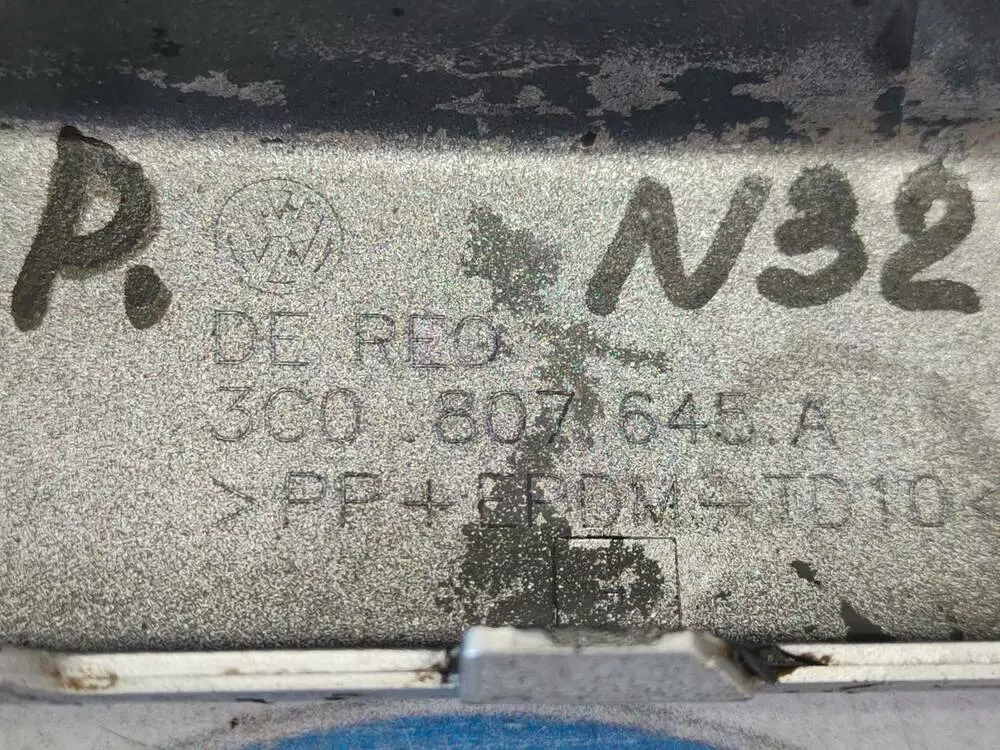 P. N32
DE REO
3C0.807.645.A
>PP+EPDM-TD10